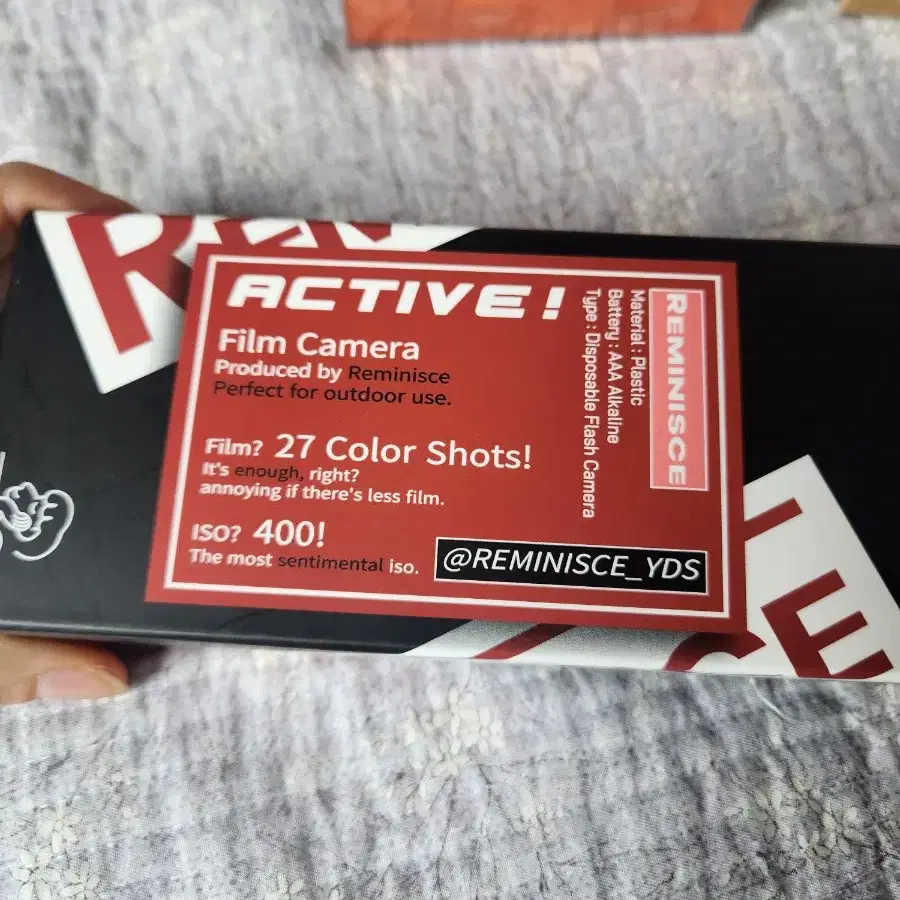 ACTIVE!
Film Camera
Produced by Reminisce
Perfect for outdoor use.
Film? 27 Color Shots!
It's enough, right?
annoying if there's less film.
ISO? 400!
The most sentimental iso.
@REMINISCE_YDS
REMINISCE
Material : Plastic
Battery : AAA Alkaline
Type : Disposable Flash Camera
CE